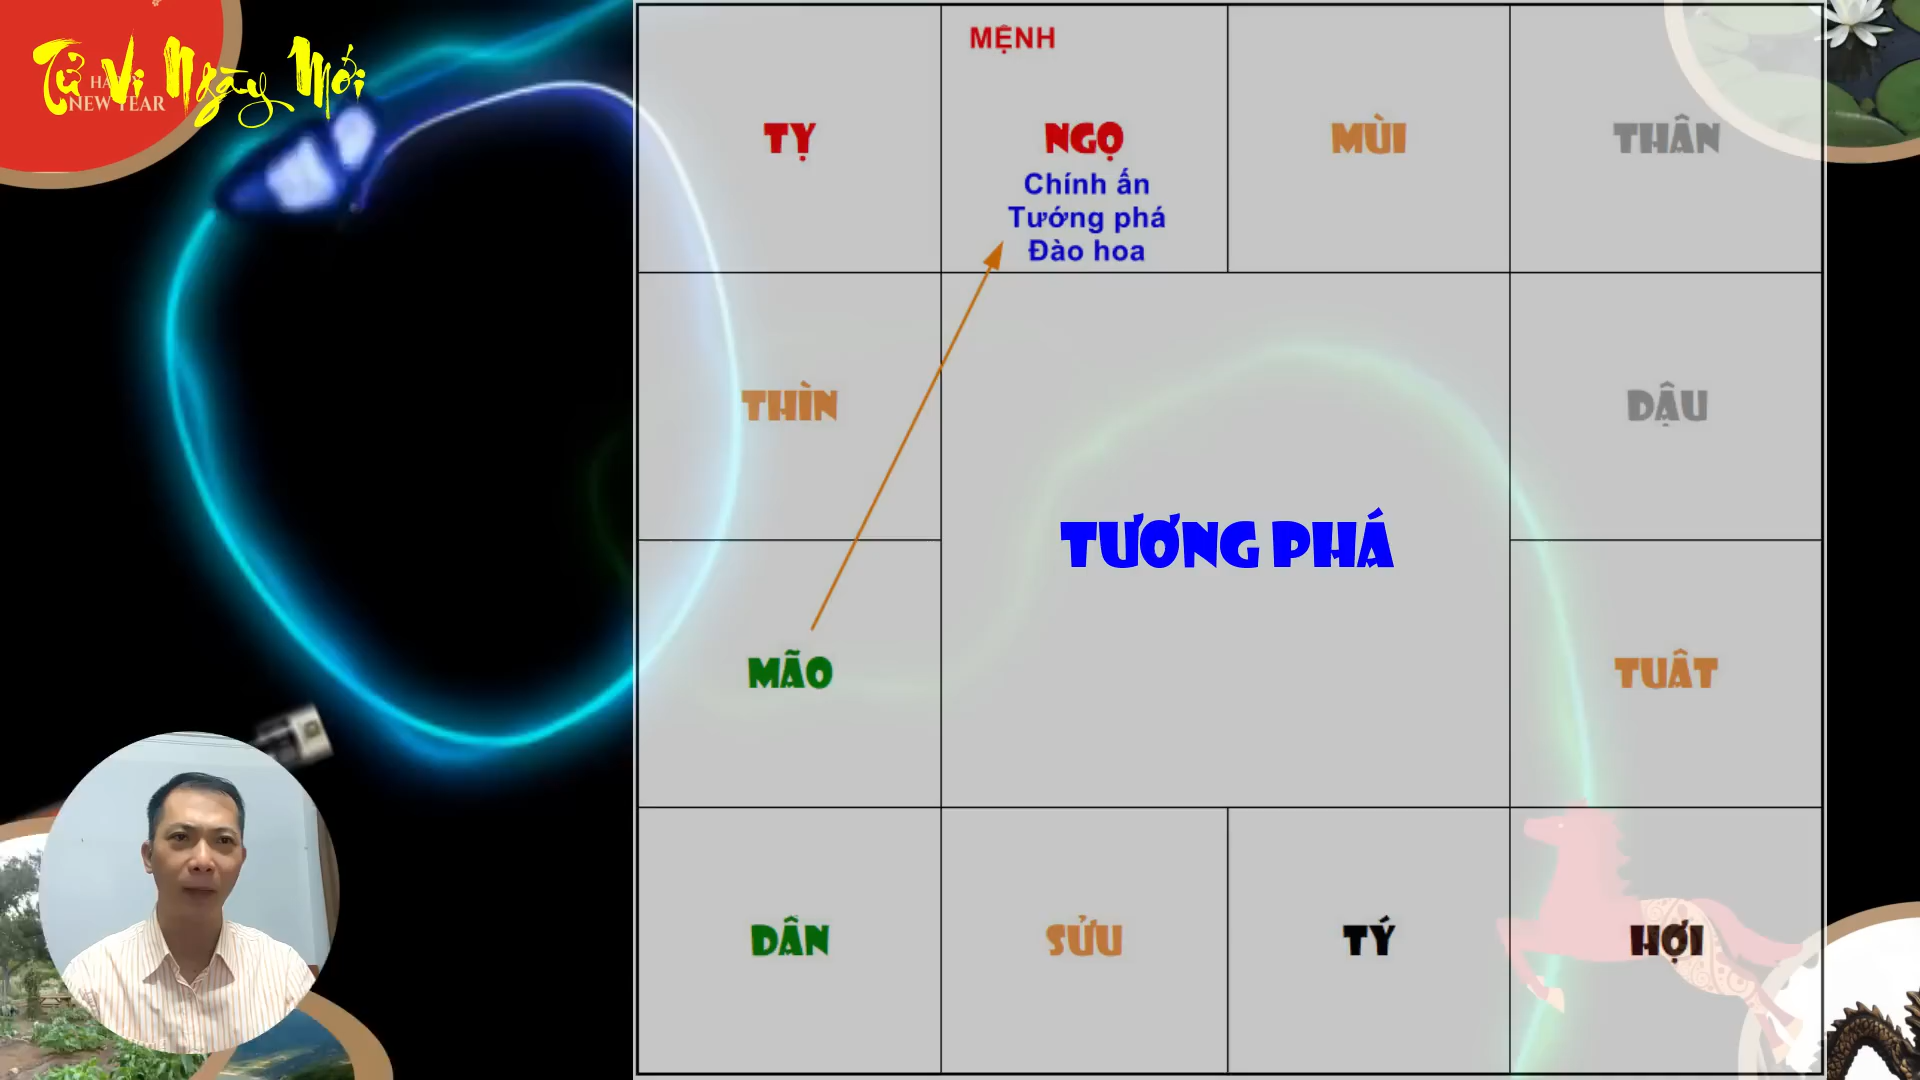 Tử Vi Ngày Mới
HA
NEW YEAR
MỆNH
TỴ
NGỌ
MÙI
THÂN
Chính ấn
Tướng phá
Đào hoa
THÌN
DẬU
TƯƠNG PHÁ
MÃO
TUẤT
DẦN
SỬU
TÝ
HỢI